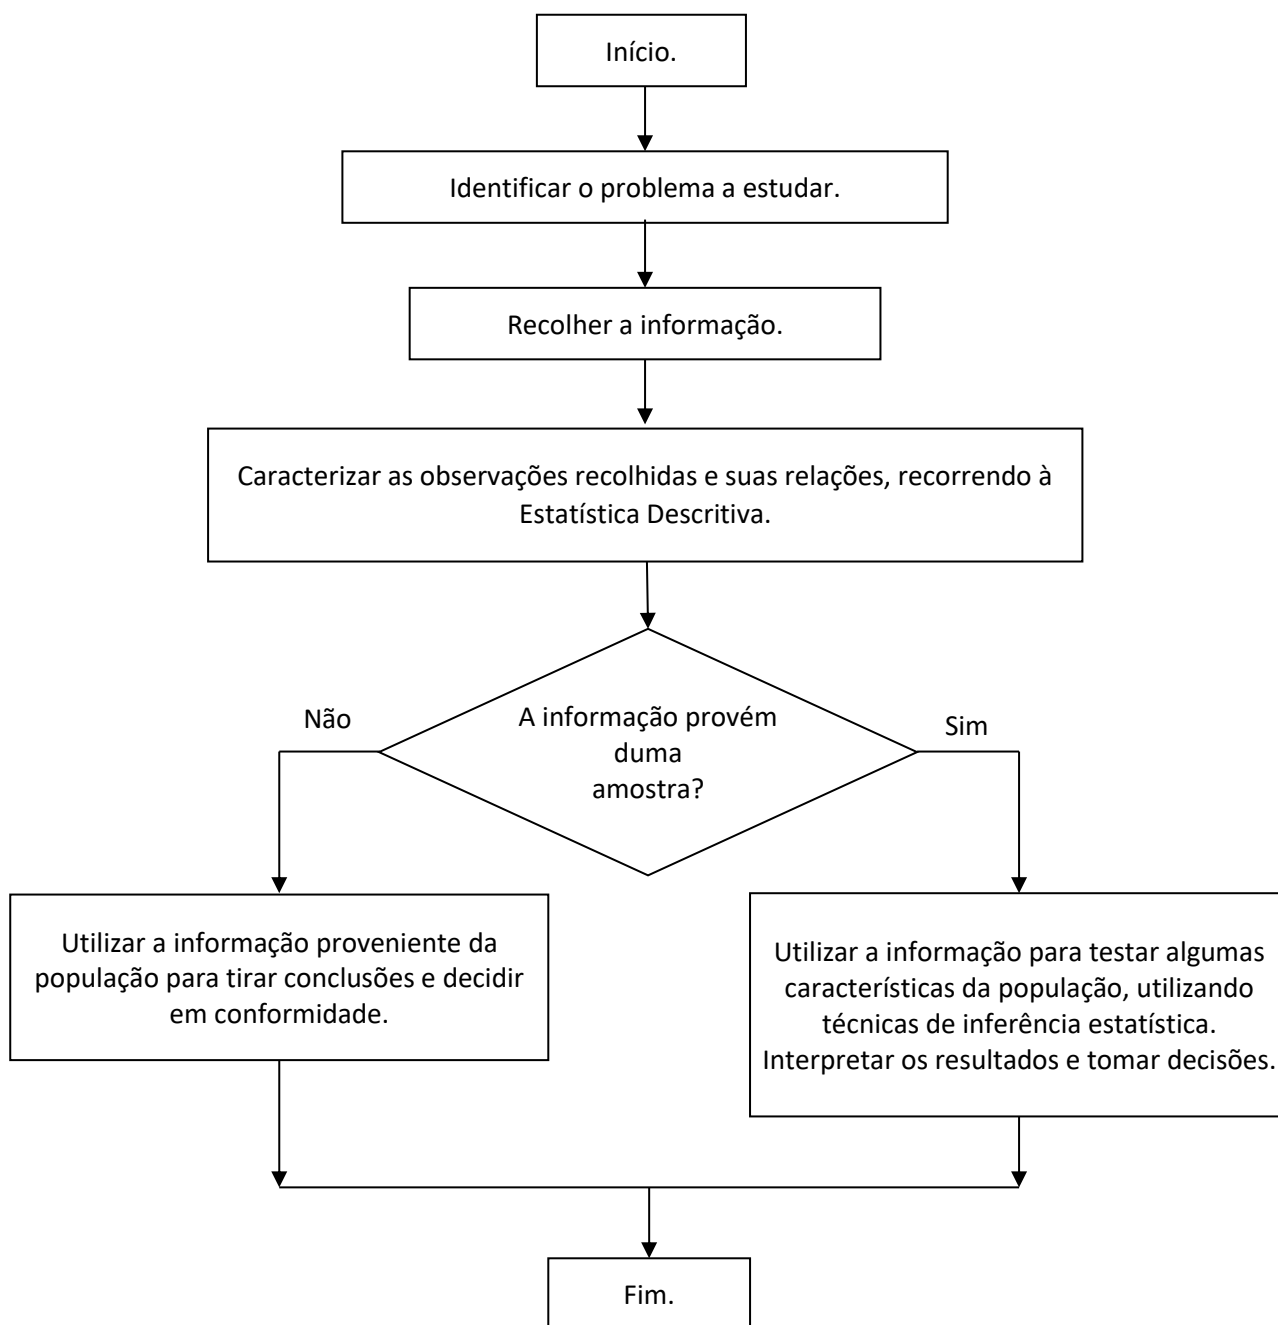 Início.
Identificar o problema a estudar.
Recolher a informação.
Caracterizar as observações recolhidas e suas relações, recorrendo à
Estatística Descritiva.
Não
A informação provém
duma
amostra?
Sim
Utilizar a informação proveniente da
população para tirar conclusões e decidir
em conformidade.
Utilizar a informação para testar algumas
características da população, utilizando
técnicas de inferência estatística.
Interpretar os resultados e tomar decisões.
Fim.